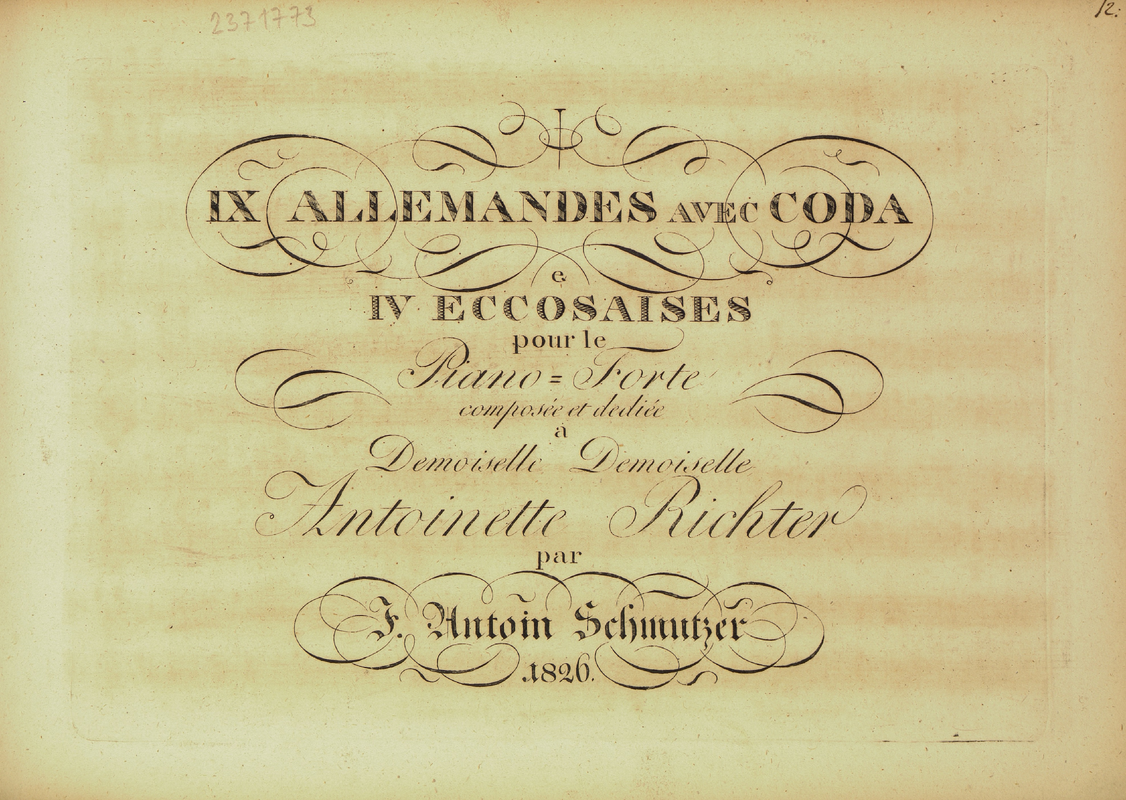 2371773
12.
IX ALLEMANDES AVEC CODA
e
IV ECCOSAISES
pour le
Piano = Forte
composée et dediée
à
Demoiselle Demoiselle
Antoinette Richter
par
J. Antoin Schmutzer
1826.